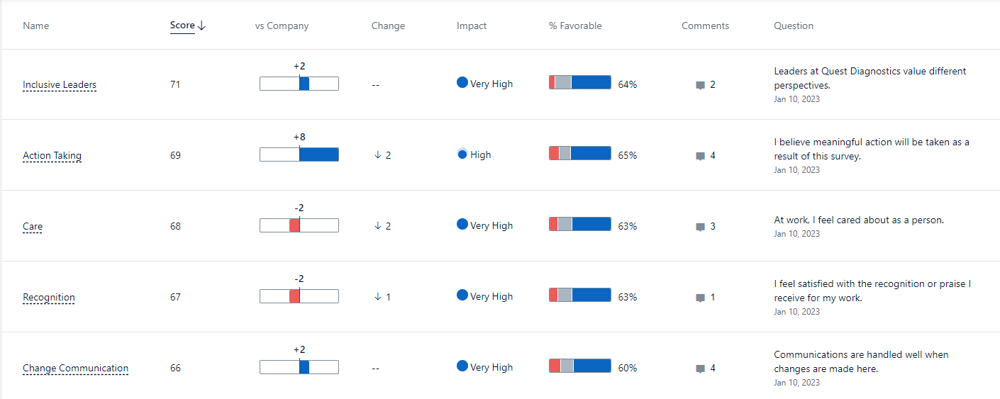 Name Score vs Company Change Impact % Favorable Comments Question
+2
Inclusive Leaders 71 -- Very High 64% 2 Leaders at Quest Diagnostics value different
perspectives.
Jan 10, 2023
+8
Action Taking 69 ↓ 2 High 65% 4 I believe meaningful action will be taken as a
result of this survey.
Jan 10, 2023
-2
Care 68 ↓ 2 Very High 63% 3 At work, I feel cared about as a person.
Jan 10, 2023
-2
Recognition 67 ↓ 1 Very High 63% 1 I feel satisfied with the recognition or praise I
receive for my work.
Jan 10, 2023
+2
Change Communication 66 -- Very High 60% 4 Communications are handled well when
changes are made here.
Jan 10, 2023